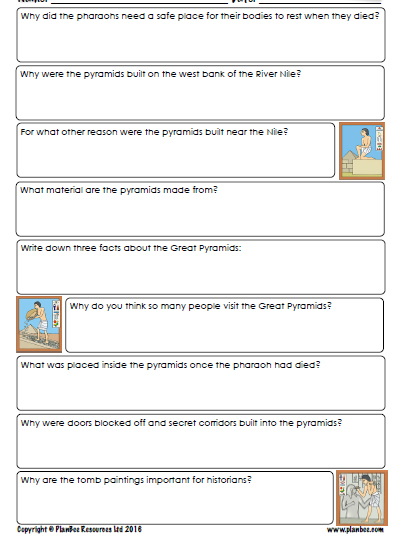 Why did the pharaohs need a safe place for their bodies to rest when they died?
Why were the pyramids built on the west bank of the River Nile?
For what other reason were the pyramids built near the Nile?
What material are the pyramids made from?
Write down three facts about the Great Pyramids:
Why do you think so many people visit the Great Pyramids?
What was placed inside the pyramids once the pharaoh had died?
Why were doors blocked off and secret corridors built into the pyramids?
Why are the tomb paintings important for historians?
Copyright © PlanBee Resources Ltd 2016
www.planbee.com